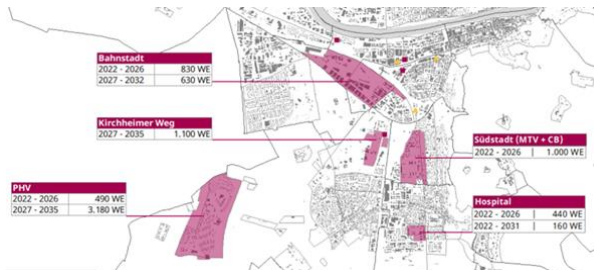 Bahnstadt
2022 - 2026 830 WE
2027 - 2032 630 WE
Kirchheimer Weg
2027 - 2035 1.100 WE
Südstadt (MTV + CB)
2022 - 2026 1.000 WE
PHV
2022 - 2026 490 WE
2027 - 2035 3.180 WE
Hospital
2022 - 2026 440 WE
2022 - 2031 160 WE